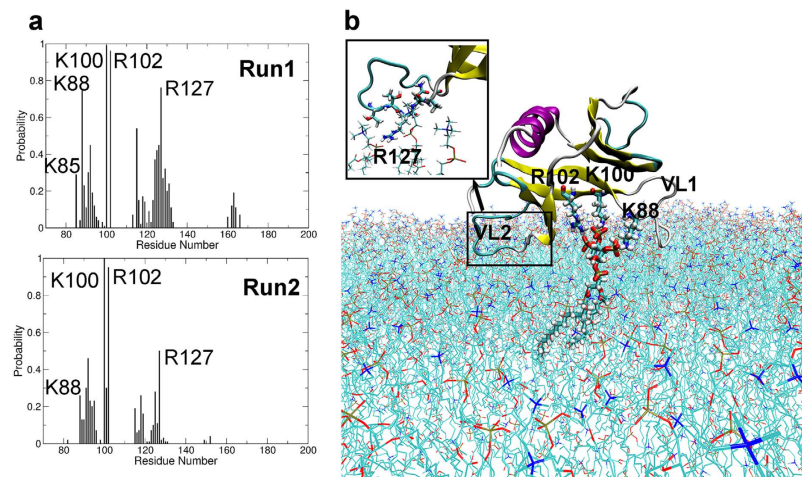 a
1
K100
R102
Run1
0.8
K88
R127
Probability
0.6
0.4
K85
0.2
0
80
100
120
140
160
180
200
Residue Number
1
K100
R102
Run2
0.8
Probability
0.6
R127
0.4
K88
0.2
0
80
100
120
140
160
180
200
Residue Number
b
R127
R102
K100
VL1
K88
VL2